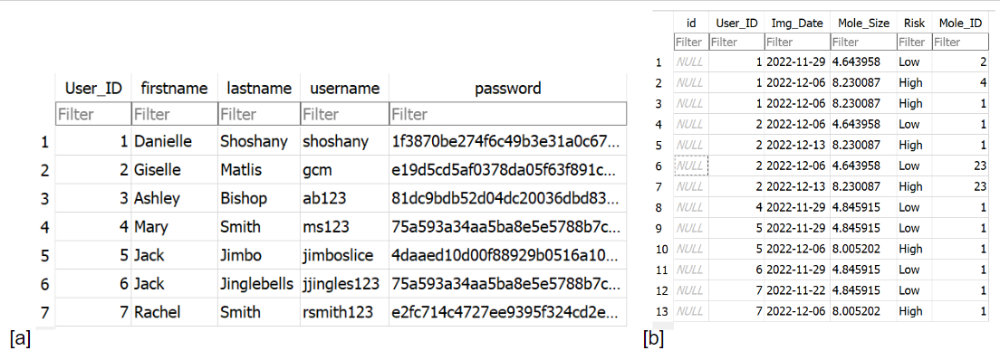 User_ID firstname lastname username password
Filter Filter Filter Filter Filter
1 1 Danielle Shoshany shoshany 1f3870be274f6c49b3e31a0c67...
2 2 Giselle Matlis gcm e19d5cd5af0378da05f63f891c...
3 3 Ashley Bishop ab123 81dc9bdb52d04dc20036dbd83...
4 4 Mary Smith ms123 75a593a34aa5ba8e5e5788b7c...
5 5 Jack Jimbo jimboslice 4daaed10d00f88929b0516a10...
6 6 Jack Jinglebells jjingles123 75a593a34aa5ba8e5e5788b7c...
7 7 Rachel Smith rsmith123 e2fc714c4727ee9395f324cd2e...
[a]
id User_ID Img_Date Mole_Size Risk Mole_ID
Filter Filter Filter Filter Filter Filter
1 NULL 1 2022-11-29 4.643958 Low 2
2 NULL 1 2022-12-06 8.230087 High 4
3 NULL 1 2022-12-06 8.230087 High 1
4 NULL 2 2022-12-06 4.643958 Low 1
5 NULL 2 2022-12-13 8.230087 High 1
6 NULL 2 2022-12-06 4.643958 Low 23
7 NULL 2 2022-12-13 8.230087 High 23
8 NULL 4 2022-11-29 4.845915 Low 1
9 NULL 5 2022-11-29 4.845915 Low 1
10 NULL 5 2022-12-06 8.005202 High 1
11 NULL 6 2022-11-29 4.845915 Low 1
12 NULL 7 2022-11-22 4.845915 Low 1
13 NULL 7 2022-12-06 8.005202 High 1
[b]